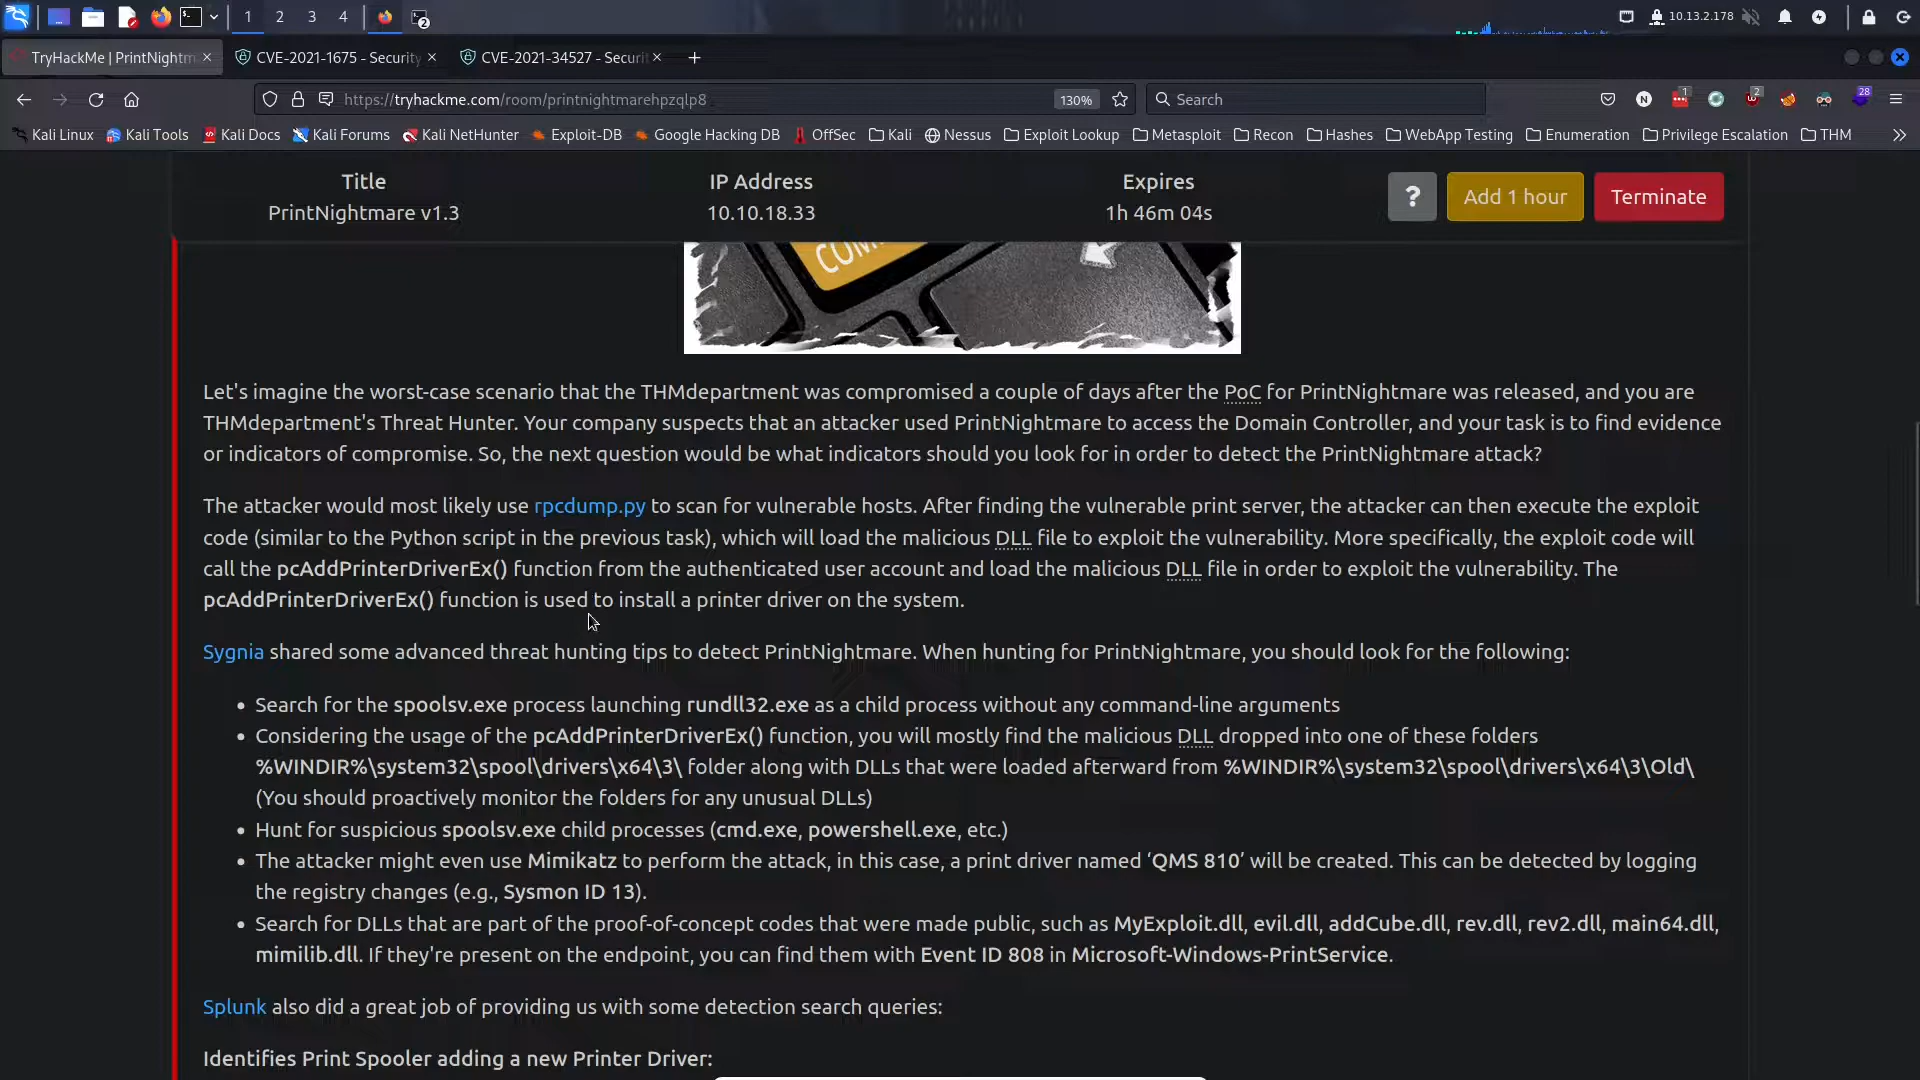 1 2 3 4
2
10.13.2.178
TryHackMe | PrintNightm
CVE-2021-1675 - Security
CVE-2021-34527 - Securi
https://tryhackme.com/room/printnightmarehpzqlp8
130%
Search
1
2
28
Kali Linux
Kali Tools
Kali Docs
Kali Forums
Kali NetHunter
Exploit-DB
Google Hacking DB
OffSec
Kali
Nessus
Exploit Lookup
Metasploit
Recon
Hashes
WebApp Testing
Enumeration
Privilege Escalation
THM
Title
PrintNightmare v1.3
IP Address
10.10.18.33
Expires
1h 46m 04s
?
Add 1 hour
Terminate
Let's imagine the worst-case scenario that the THMdepartment was compromised a couple of days after the PoC for PrintNightmare was released, and you are
THMdepartment's Threat Hunter. Your company suspects that an attacker used PrintNightmare to access the Domain Controller, and your task is to find evidence
or indicators of compromise. So, the next question would be what indicators should you look for in order to detect the PrintNightmare attack?
The attacker would most likely use rpcdump.py to scan for vulnerable hosts. After finding the vulnerable print server, the attacker can then execute the exploit
code (similar to the Python script in the previous task), which will load the malicious DLL file to exploit the vulnerability. More specifically, the exploit code will
call the pcAddPrinterDriverEx() function from the authenticated user account and load the malicious DLL file in order to exploit the vulnerability. The
pcAddPrinterDriverEx() function is used to install a printer driver on the system.
Sygnia shared some advanced threat hunting tips to detect PrintNightmare. When hunting for PrintNightmare, you should look for the following:
• Search for the spoolsv.exe process launching rundll32.exe as a child process without any command-line arguments
• Considering the usage of the pcAddPrinterDriverEx() function, you will mostly find the malicious DLL dropped into one of these folders
%WINDIR%\system32\spool\drivers\x64\3\ folder along with DLLs that were loaded afterward from %WINDIR%\system32\spool\drivers\x64\3\Old\
(You should proactively monitor the folders for any unusual DLLs)
• Hunt for suspicious spoolsv.exe child processes (cmd.exe, powershell.exe, etc.)
• The attacker might even use Mimikatz to perform the attack, in this case, a print driver named ‘QMS 810’ will be created. This can be detected by logging
the registry changes (e.g., Sysmon ID 13).
• Search for DLLs that are part of the proof-of-concept codes that were made public, such as MyExploit.dll, evil.dll, addCube.dll, rev.dll, rev2.dll, main64.dll,
mimilib.dll. If they're present on the endpoint, you can find them with Event ID 808 in Microsoft-Windows-PrintService.
Splunk also did a great job of providing us with some detection search queries:
Identifies Print Spooler adding a new Printer Driver: